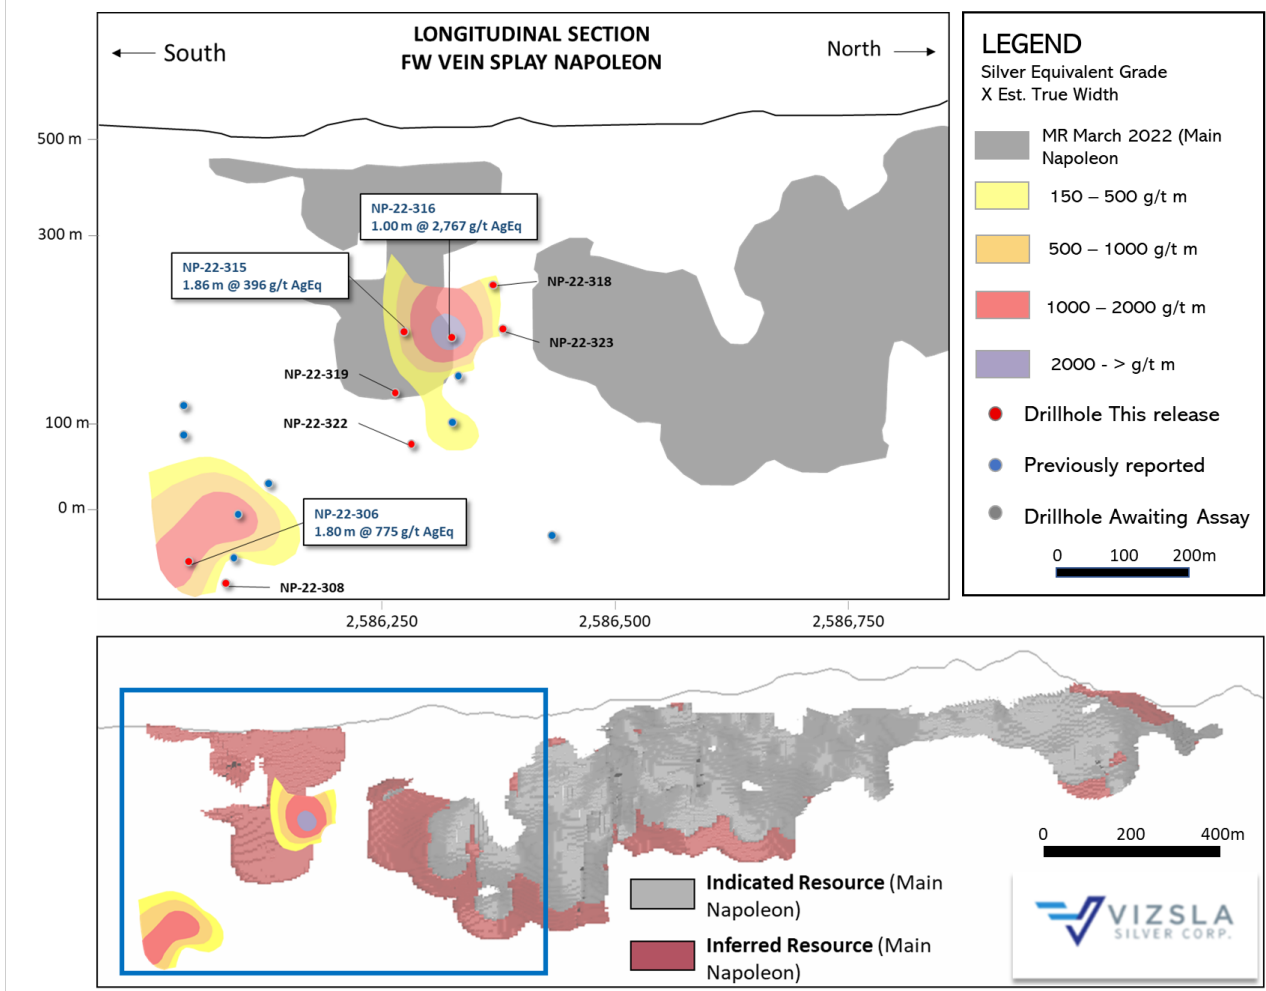 LONGITUDINAL SECTION
FW VEIN SPLAY NAPOLEON
South
North
500 m
300 m
100 m
0 m
NP-22-316
1.00 m @ 2,767 g/t AgEq
NP-22-315
1.86 m @ 396 g/t AgEq
NP-22-318
NP-22-323
NP-22-319
NP-22-322
NP-22-306
1.80 m @ 775 g/t AgEq
NP-22-308
2,586,250
2,586,500
2,586,750
LEGEND
Silver Equivalent Grade
X Est. True Width
MR March 2022 (Main
Napoleon
150 – 500 g/t m
500 – 1000 g/t m
1000 – 2000 g/t m
2000 - > g/t m
Drillhole This release
Previously reported
Drillhole Awaiting Assay
0 100 200m
0 200 400m
Indicated Resource (Main
Napoleon)
Inferred Resource (Main
Napoleon)
VIZSLA
SILVER CORP.